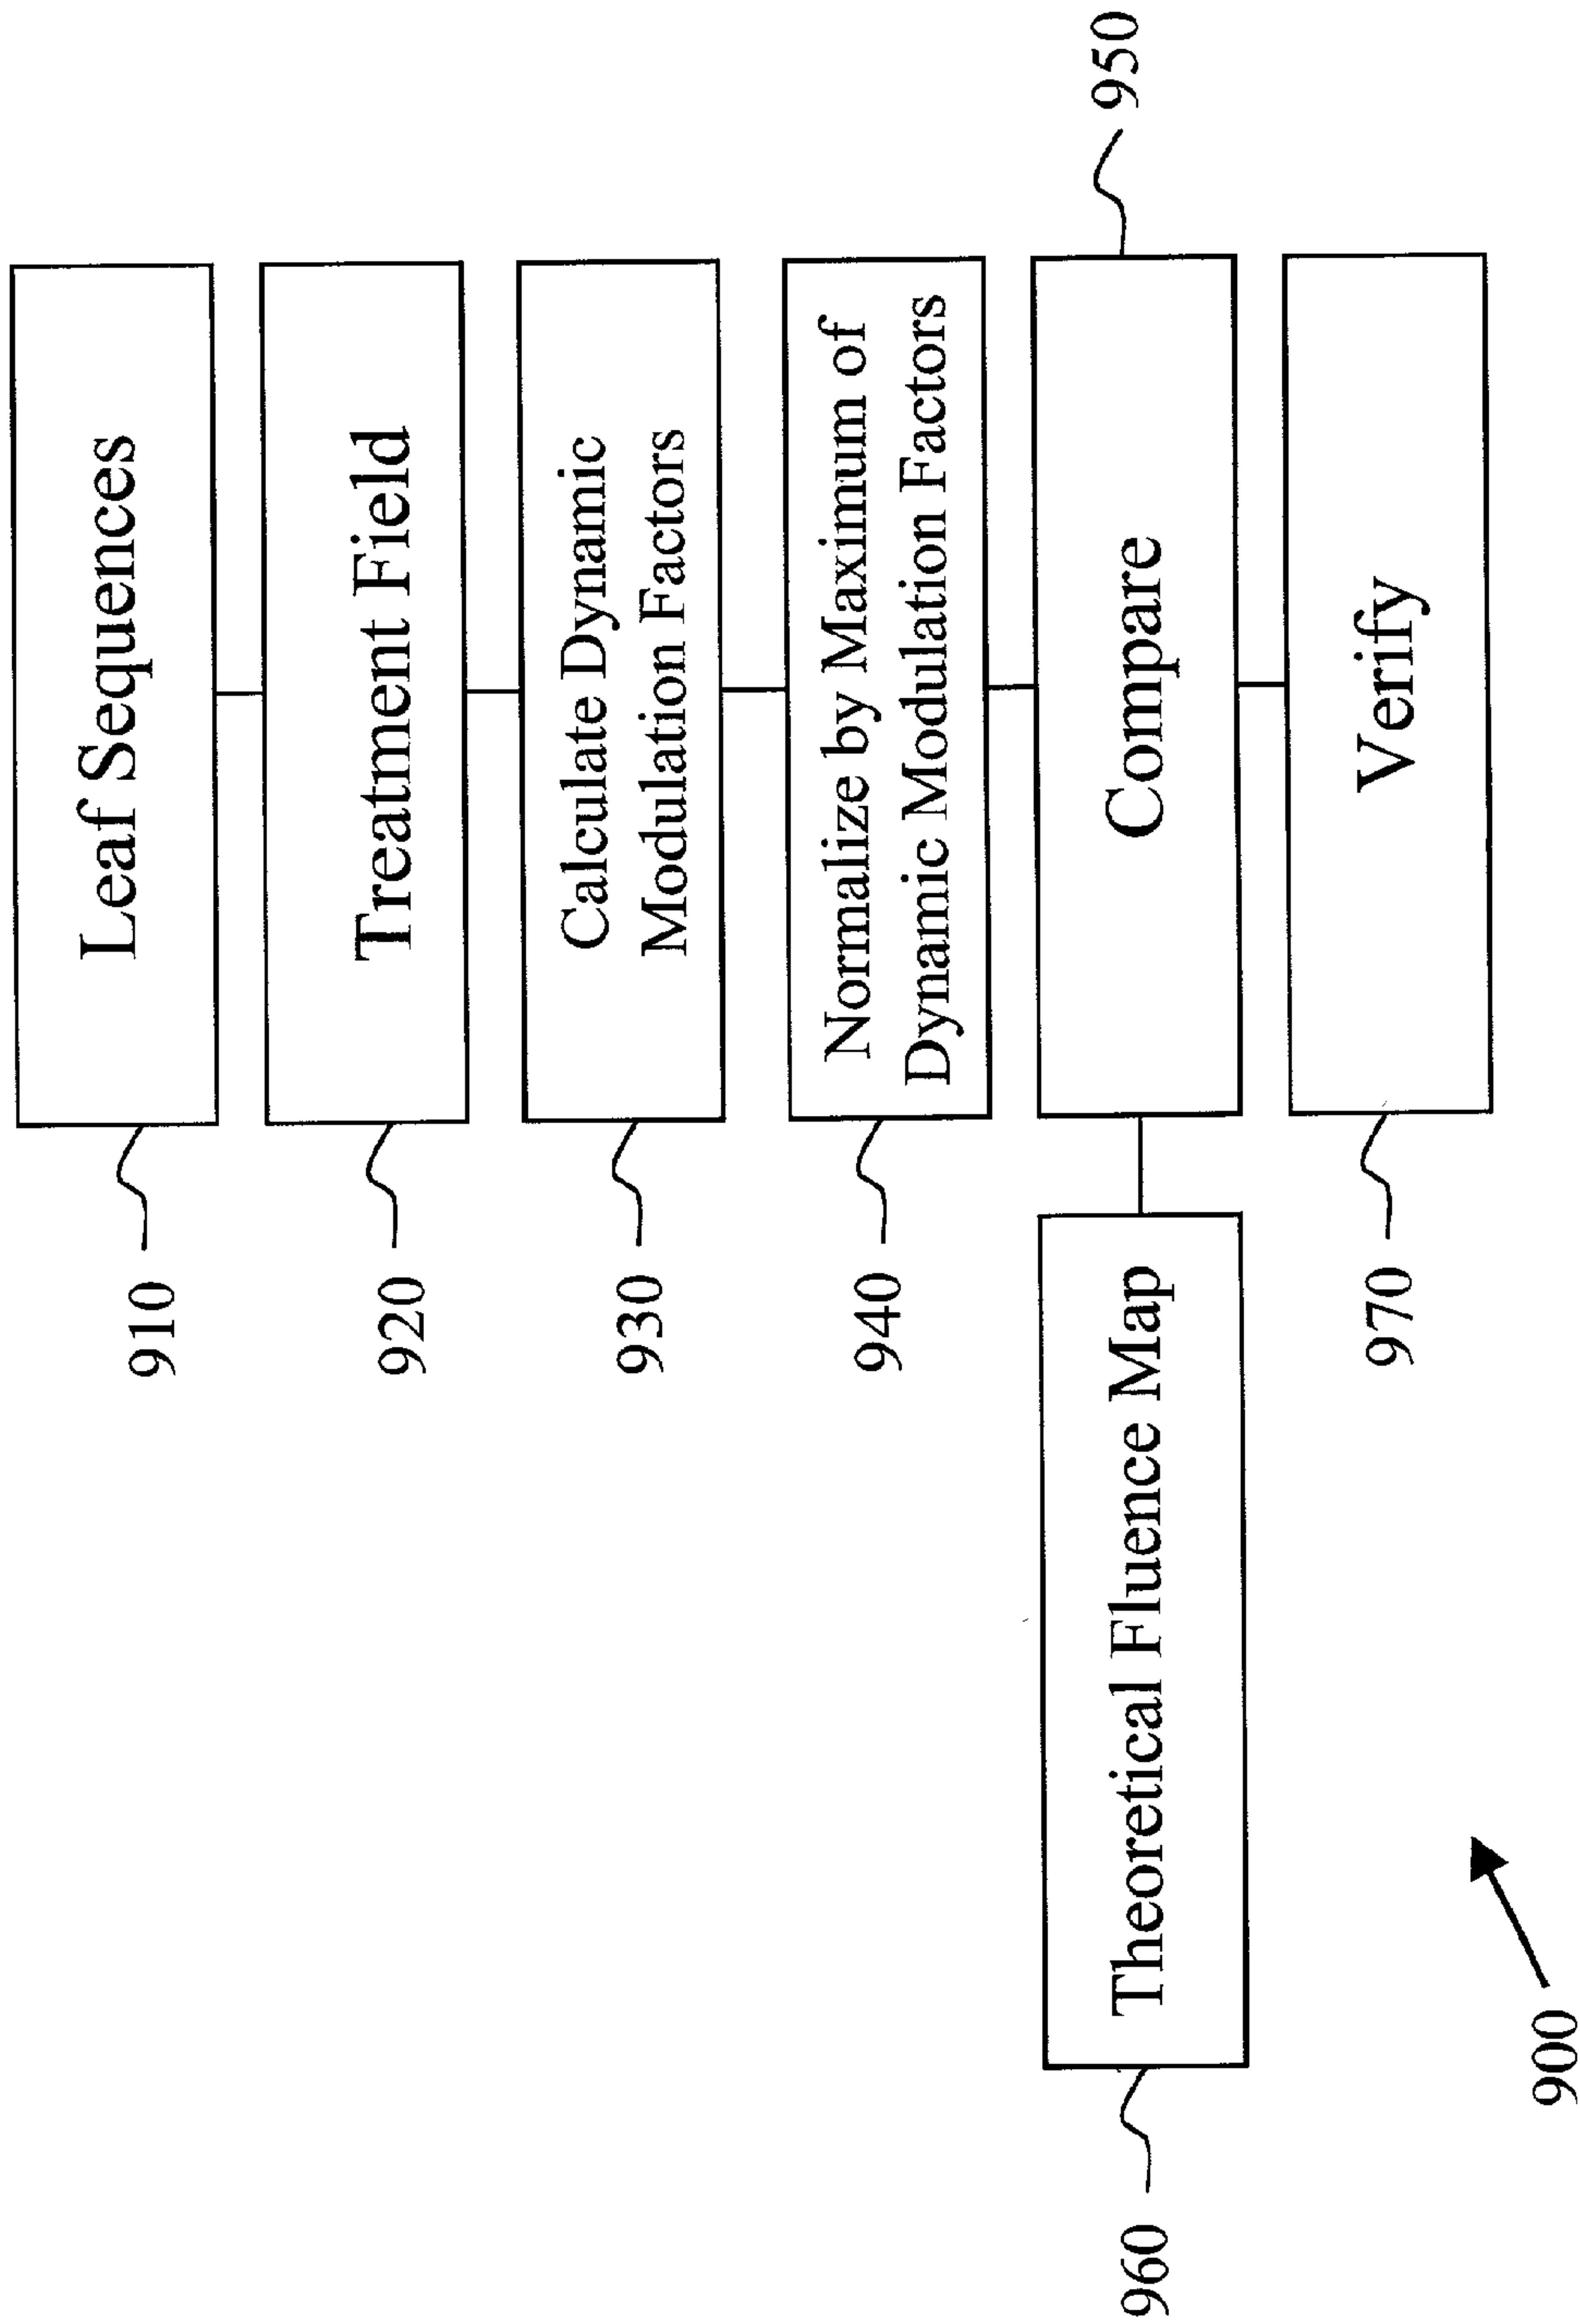 910
Leaf Sequences
920
Treatment Field
930
Calculate Dynamic
Modulation Factors
940
Normalize by Maximum of
Dynamic Modulation Factors
960
Theoretical Fluence Map
Compare
950
970
Verify
900